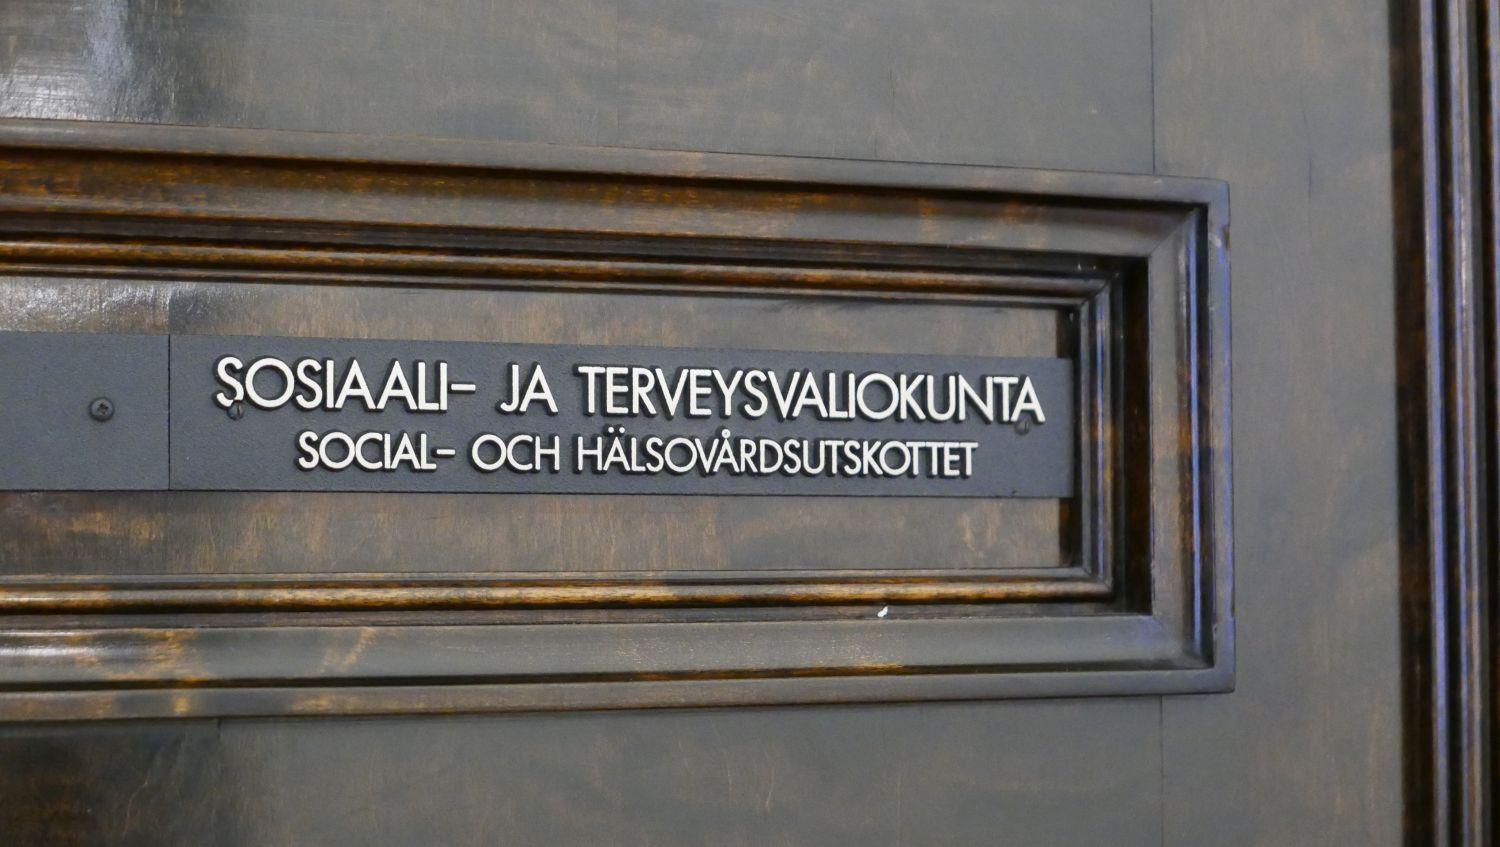 SOSIAALI- JA TERVEYSVALIOKUNTA
SOCIAL- OCH HÄLSOVÅRDSUTSKOTTET